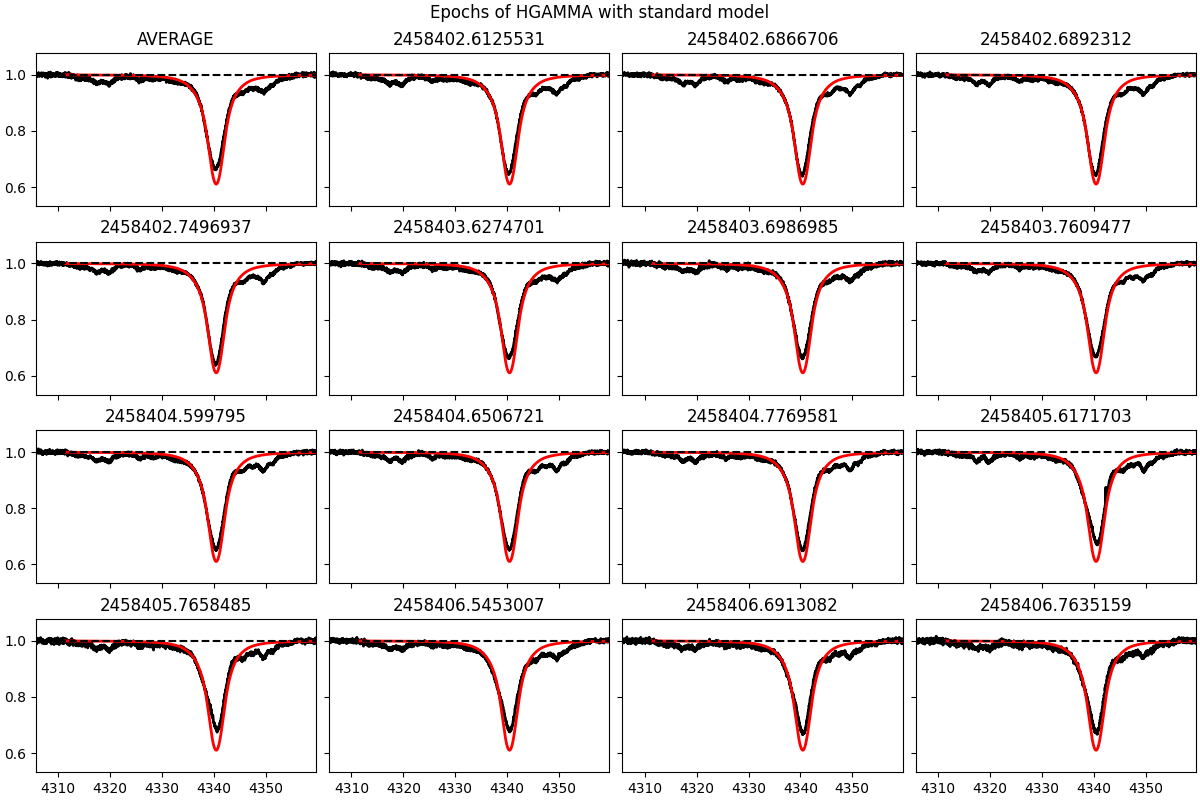 Epochs of HGAMMA with standard model
AVERAGE 2458402.6125531 2458402.6866706 2458402.6892312
1.0
0.8
0.6
2458402.7496937 2458403.6274701 2458403.6986985 2458403.7609477
1.0
0.8
0.6
2458404.599795 2458404.6506721 2458404.7769581 2458405.6171703
1.0
0.8
0.6
2458405.7658485 2458406.5453007 2458406.6913082 2458406.7635159
1.0
0.8
0.6
4310 4320 4330 4340 4350 4310 4320 4330 4340 4350 4310 4320 4330 4340 4350 4310 4320 4330 4340 4350